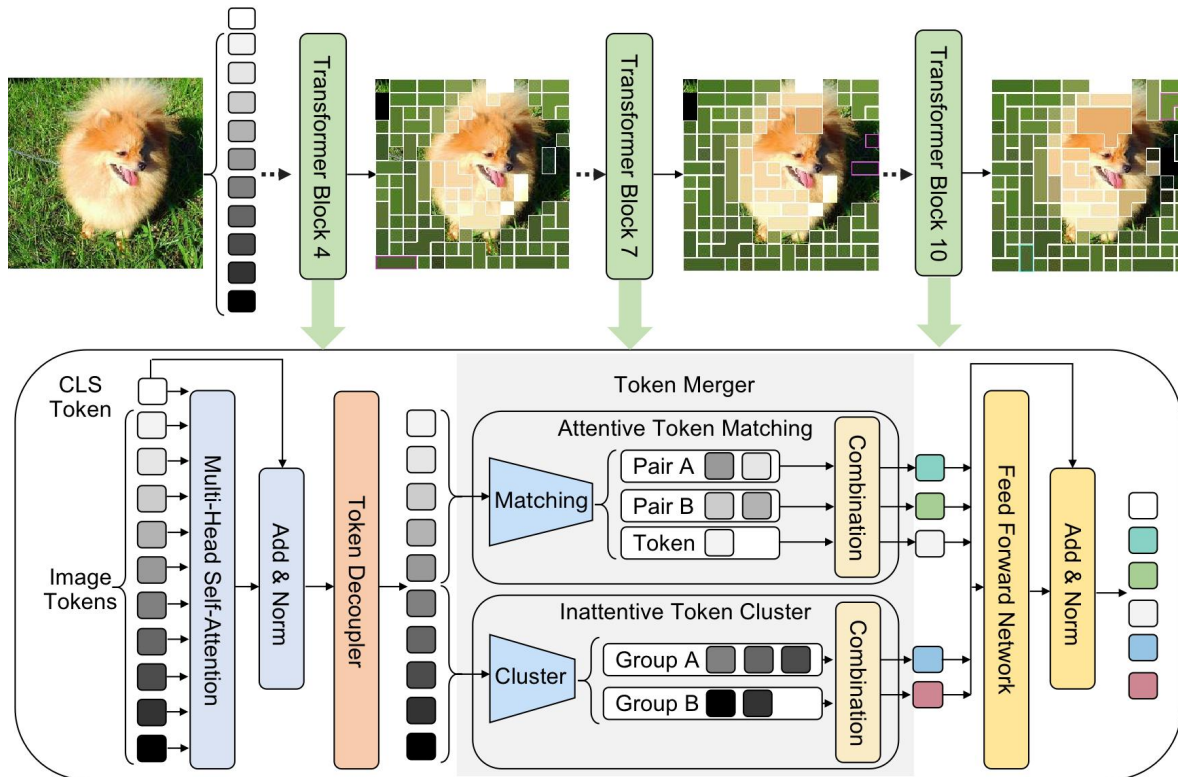 Transformer Block 4
Transformer Block 7
Transformer Block 10
CLS
Token
Image
Tokens
Multi-Head Self-Attention
Add & Norm
Token Decoupler
Token Merger
Attentive Token Matching
Matching
Pair A
Pair B
Token
Combination
Inattentive Token Cluster
Cluster
Group A
Group B
Combination
Feed Forward Network
Add & Norm